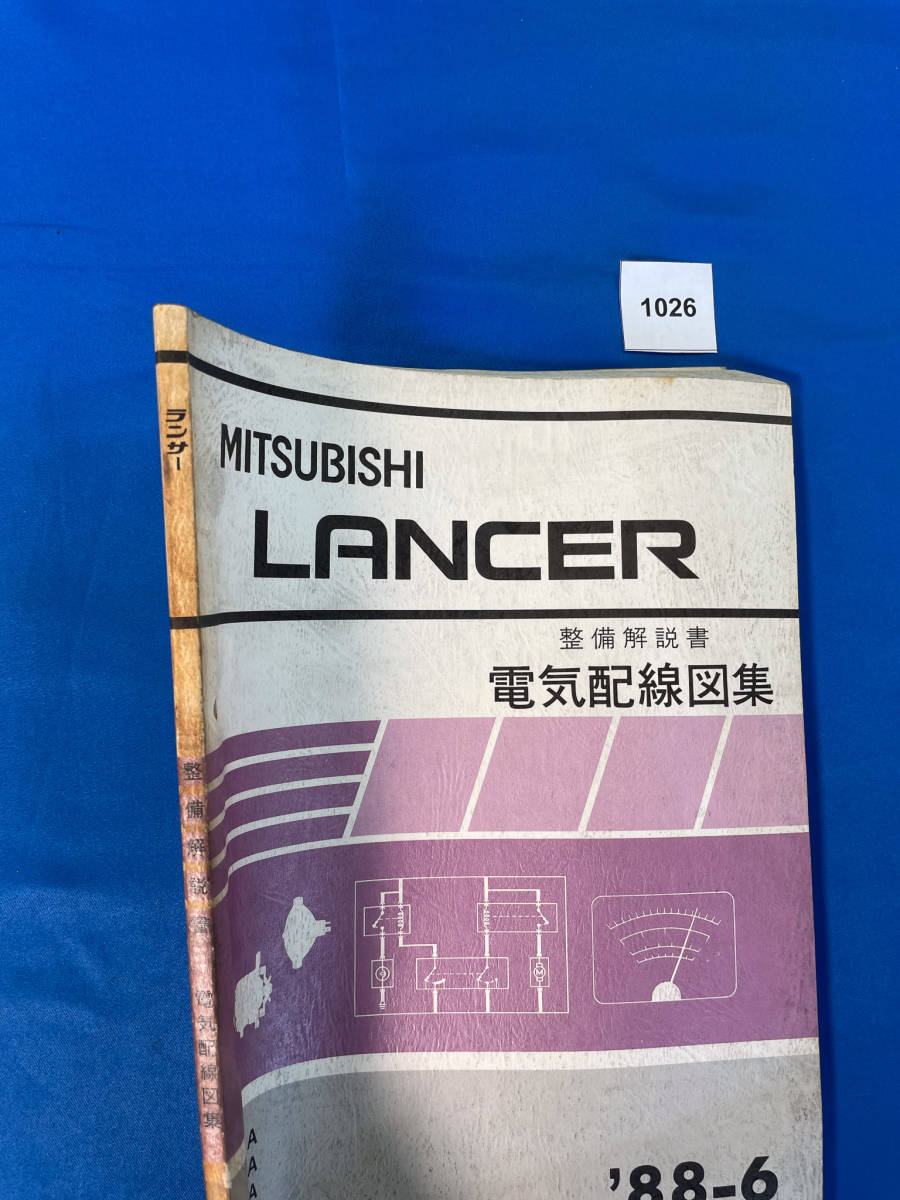 1026
ランサー
整備解説書 電気配線図集
MITSUBISHI
LANCER
整備解説書
電気配線図集
M
A
A
A
'88-6